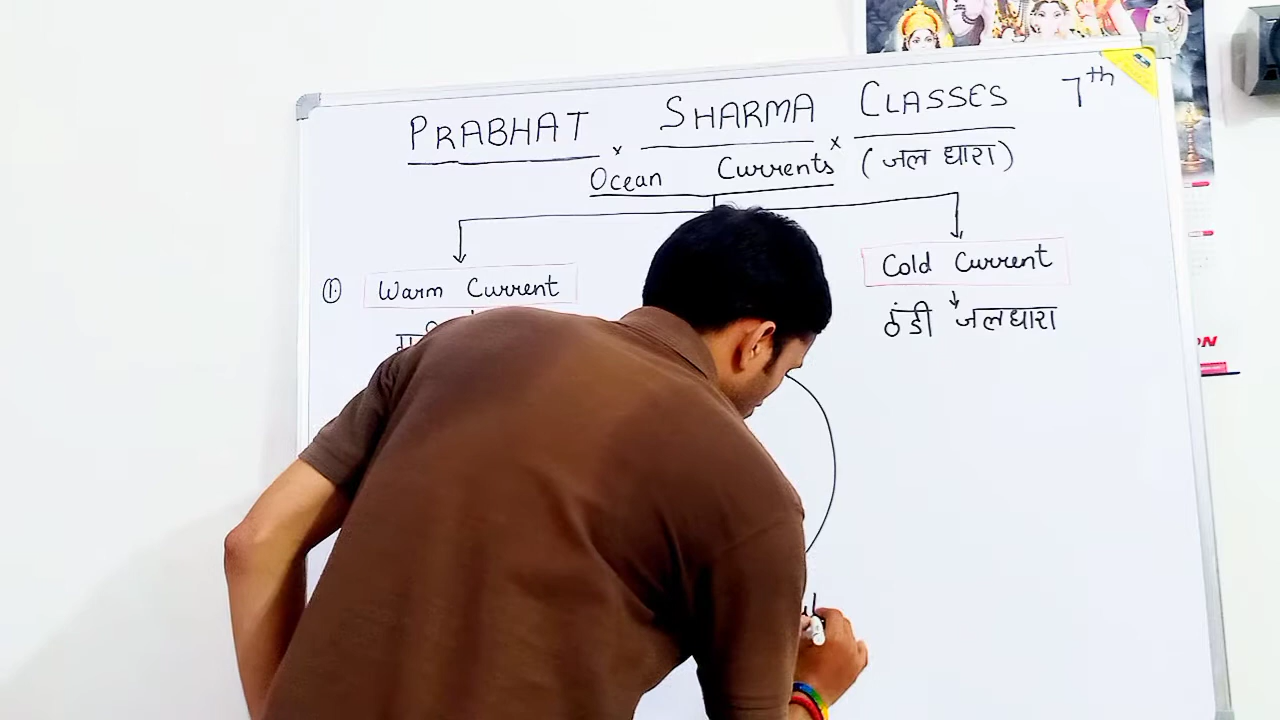 PRABHAT × SHARMA × CLASSES 7th
Ocean Currents (जल धारा)
① Warm Current
Cold Current
ठंडी जलधारा